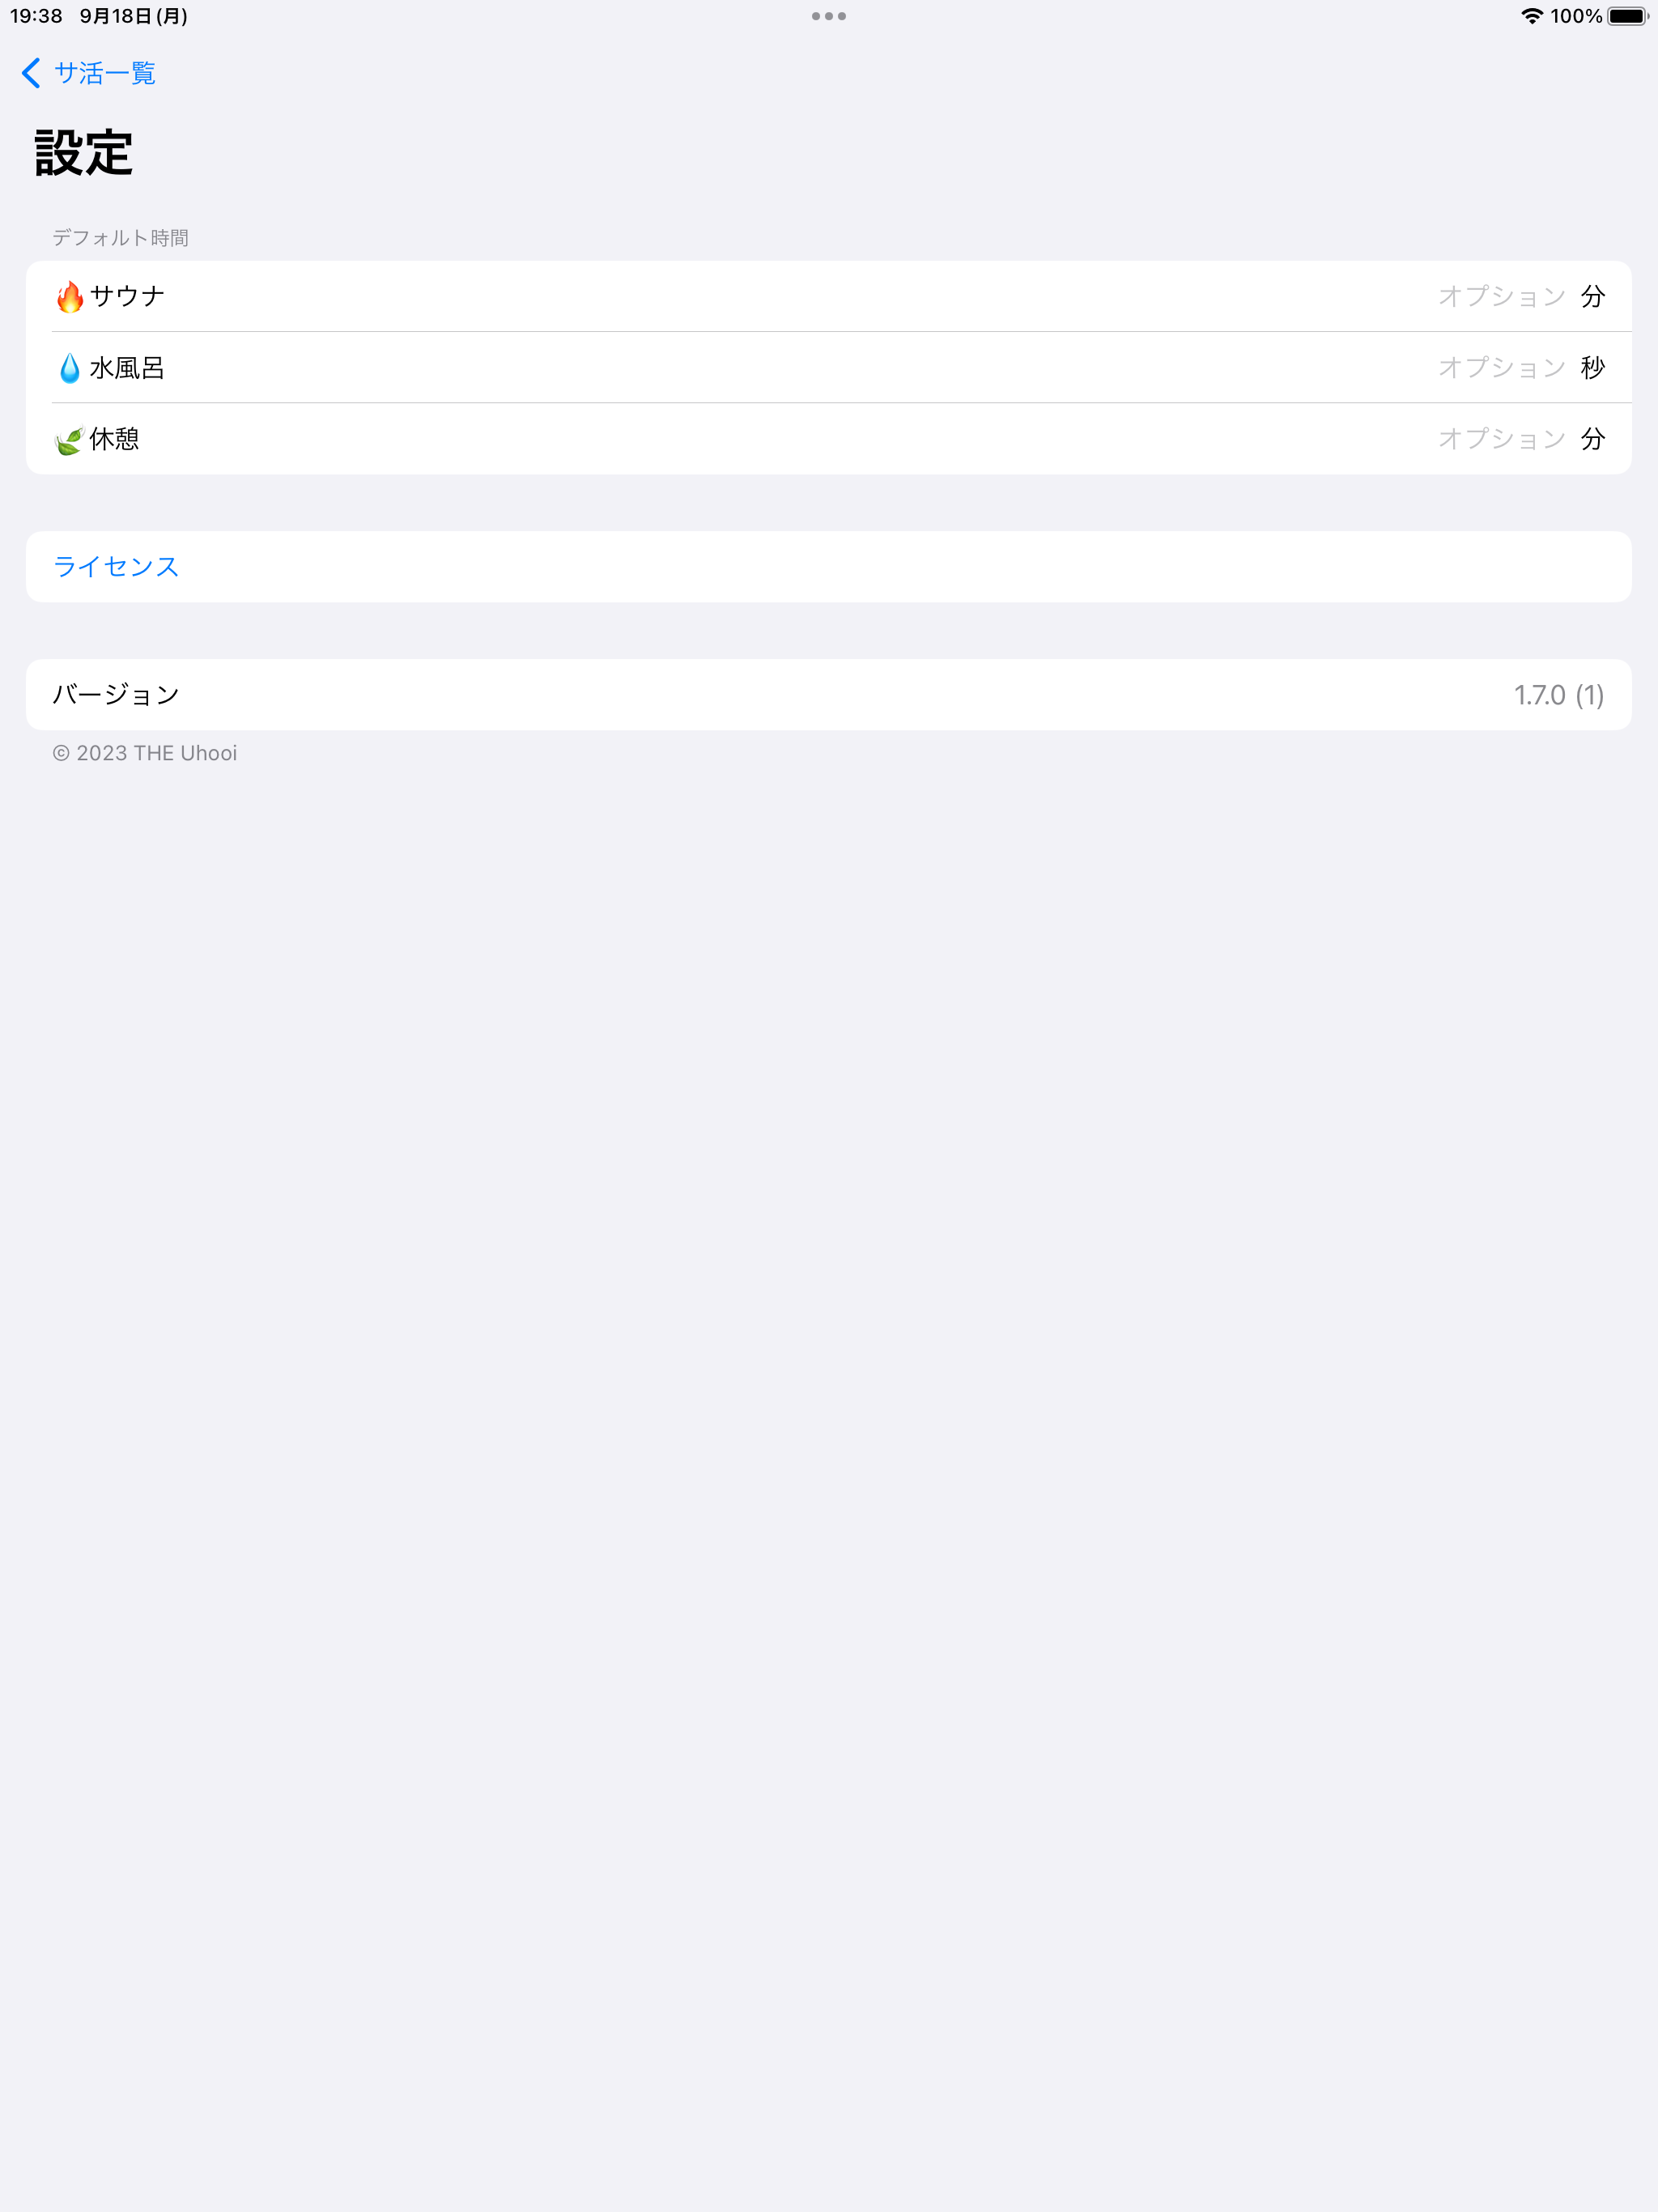 19:38 9月18日(月) 100%
サ活一覧
設定
デフォルト時間
🔥サウナ オプション 分
💧水風呂 オプション 秒
🍃休憩 オプション 分
ライセンス
バージョン 1.7.0 (1)
© 2023 THE Uhooi